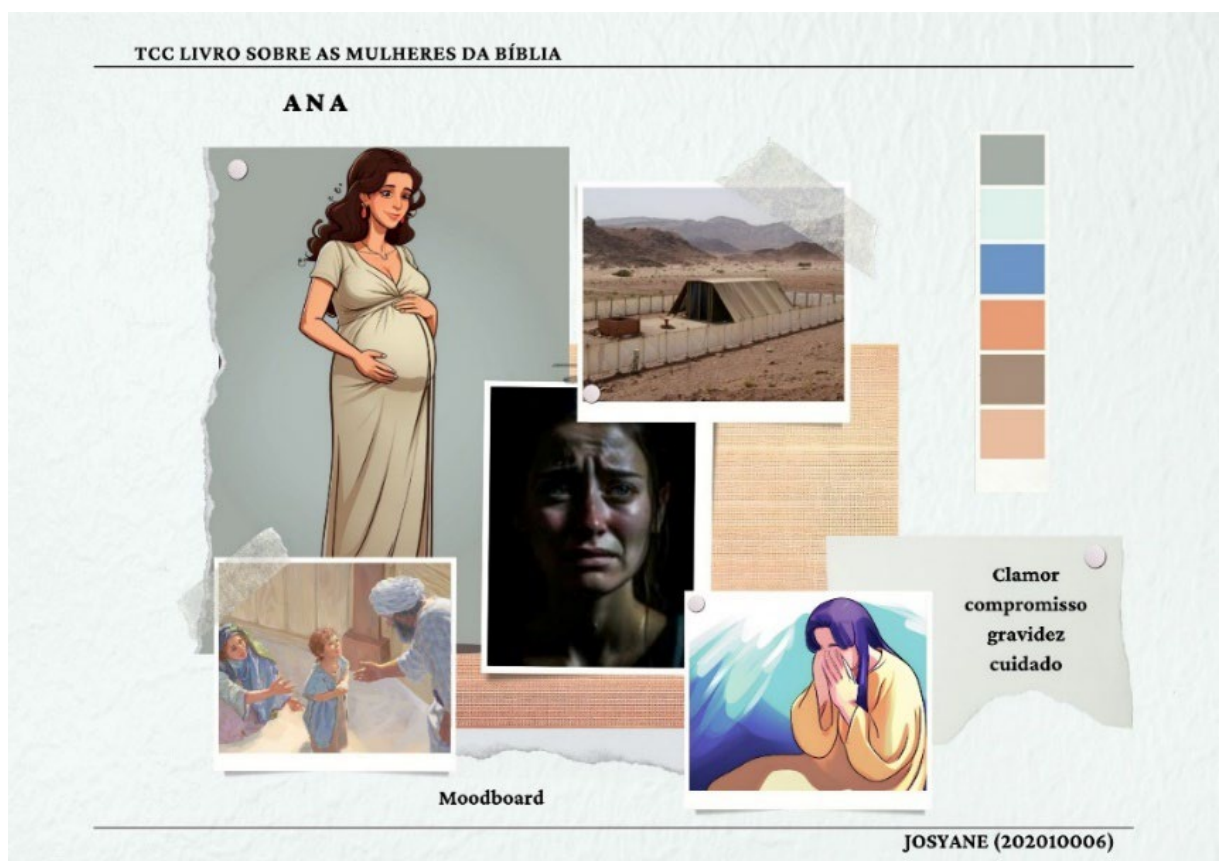 TCC LIVRO SOBRE AS MULHERES DA BÍBLIA
ANA
Clamor
compromisso
gravidez
cuidado
Moodboard
JOSYANE (202010006)